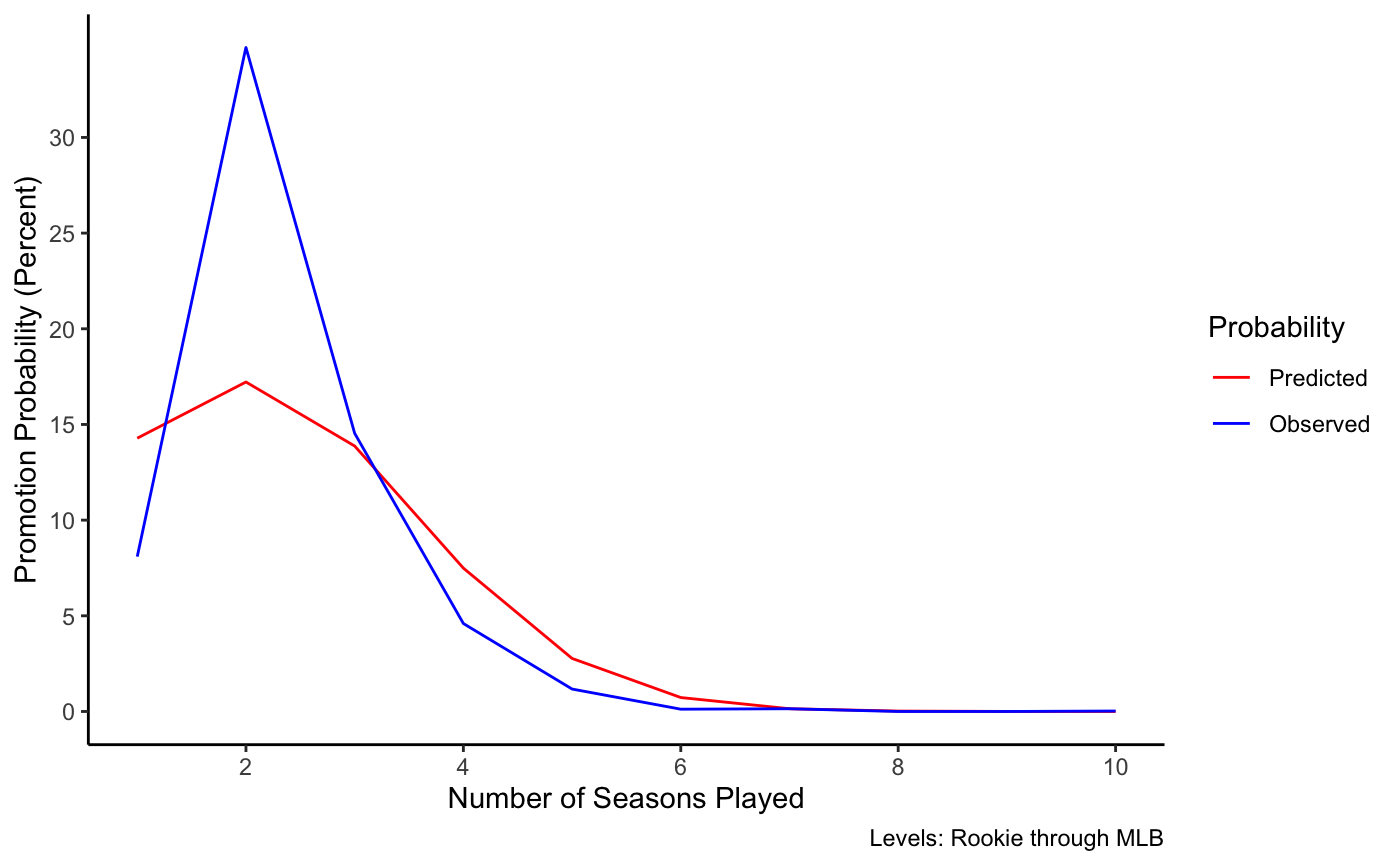 Promotion Probability (Percent)
30
25
20
15
10
5
0
2 4 6 8 10
Number of Seasons Played
Levels: Rookie through MLB
Probability
Predicted
Observed